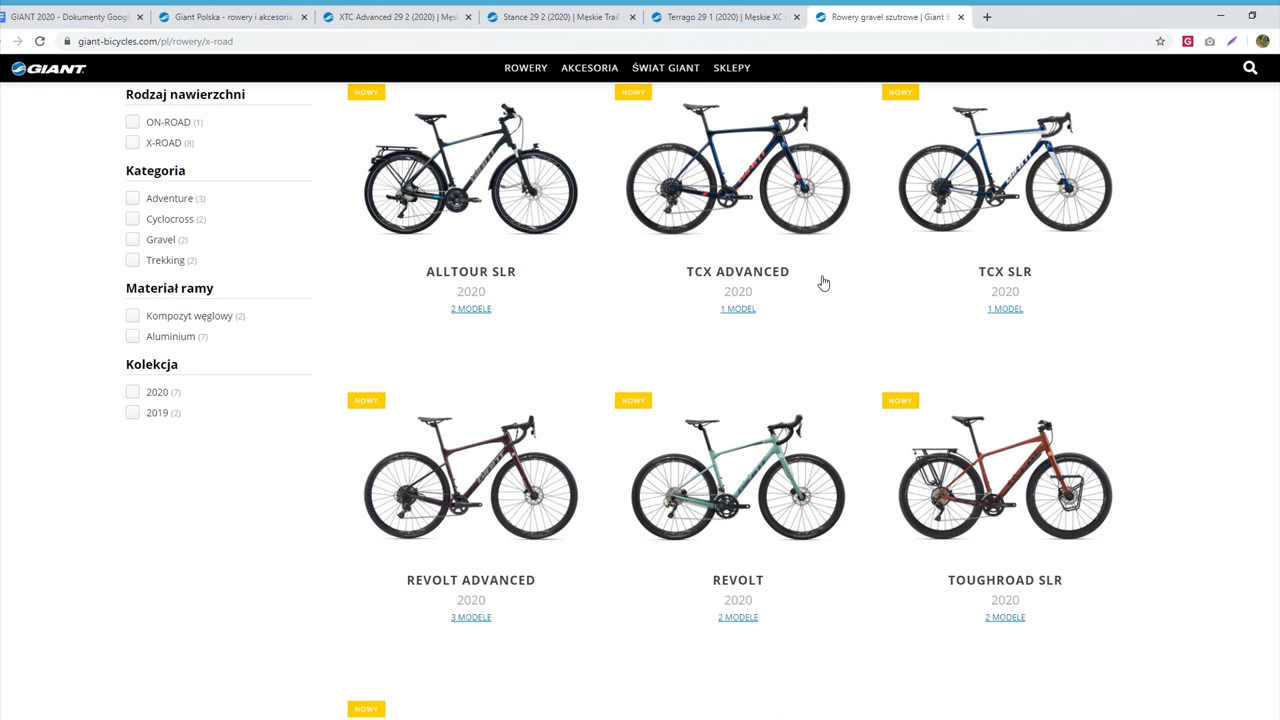 GIANT 2020 - Dokumenty Googl
Giant Polska - rowery i akcesoria
XTC Advanced 29 2 (2020) | Męs
Stance 29 2 (2020) | Męskie Trail
Terrago 29 1 (2020) | Męskie XC
Rowery gravel szutrowe | Giant B
giant-bicycles.com/pl/rowery/x-road
GIANT
ROWERY
AKCESORIA
ŚWIAT GIANT
SKLEPY
Rodzaj nawierzchni
ON-ROAD (1)
X-ROAD (8)
Kategoria
Adventure (3)
Cyclocross (2)
Gravel (2)
Trekking (2)
Materiał ramy
Kompozyt węglowy (2)
Aluminium (7)
Kolekcja
2020 (7)
2019 (2)
NOWY
ALLTOUR SLR
2020
2 MODELE
NOWY
TCX ADVANCED
2020
1 MODEL
NOWY
TCX SLR
2020
1 MODEL
NOWY
REVOLT ADVANCED
2020
3 MODELE
NOWY
REVOLT
2020
2 MODELE
NOWY
TOUGHROAD SLR
2020
2 MODELE
NOWY